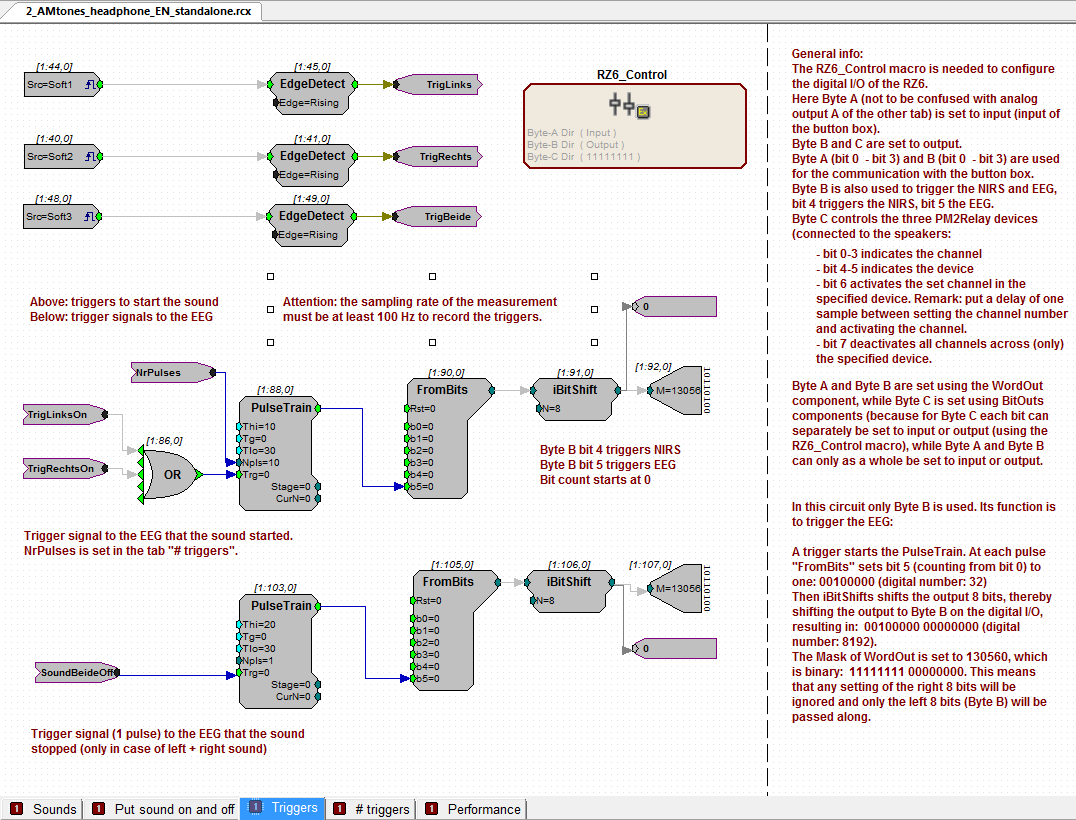 2_AMtones_headphone_EN_standalone.rcx
[1:44,0]
Src=Soft1
[1:45,0]
EdgeDetect
Edge=Rising
TrigLinks
[1:40,0]
Src=Soft2
[1:41,0]
EdgeDetect
Edge=Rising
TrigRechts
[1:48,0]
Src=Soft3
[1:49,0]
EdgeDetect
Edge=Rising
TrigBeide
RZ6_Control
Byte-A Dir ( Input )
Byte-B Dir ( Output )
Byte-C Dir ( 11111111 )
Above: triggers to start the sound
Below: trigger signals to the EEG
Attention: the sampling rate of the measurement
must be at least 100 Hz to record the triggers.
NrPulses
TrigLinksOn
TrigRechtsOn
[1:86,0]
OR
[1:88,0]
PulseTrain
Thi=10
Tg=0
Tlo=30
Npls=10
Trg=0
Stage=0
CurN=0
[1:90,0]
FromBits
Rst=0
b0=0
b1=0
b2=0
b3=0
b4=0
b5=0
[1:91,0]
iBitShift
N=8
0
[1:92,0]
M=13056
1011010
Byte B bit 4 triggers NIRS
Byte B bit 5 triggers EEG
Bit count starts at 0
Trigger signal to the EEG that the sound started.
NrPulses is set in the tab "# triggers".
SoundBeideOff
[1:103,0]
PulseTrain
Thi=20
Tg=0
Tlo=30
Npls=1
Trg=0
Stage=0
CurN=0
[1:105,0]
FromBits
Rst=0
b0=0
b1=0
b2=0
b3=0
b4=0
b5=0
[1:106,0]
iBitShift
N=8
[1:107,0]
M=13056
0
Trigger signal (1 pulse) to the EEG that the sound
stopped (only in case of left + right sound)
General info:
The RZ6_Control macro is needed to configure
the digital I/O of the RZ6.
Here Byte A (not to be confused with analog
output A of the other tab) is set to input (input of
the button box).
Byte B and C are set to output.
Byte A (bit 0 - bit 3) and B (bit 0 - bit 3) are used
for the communication with the button box.
Byte B is also used to trigger the NIRS and EEG,
bit 4 triggers the NIRS, bit 5 the EEG.
Byte C controls the three PM2Relay devices
(connected to the speakers:
- bit 0-3 indicates the channel
- bit 4-5 indicates the device
- bit 6 activates the set channel in the
specified device. Remark: put a delay of one
sample between setting the channel number
and activating the channel.
- bit 7 deactivates all channels across (only)
the specified device.
Byte A and Byte B are set using the WordOut
component, while Byte C is set using BitOuts
components (because for Byte C each bit can
separately be set to input or output (using the
RZ6_Control macro), while Byte A and Byte B
can only as a whole be set to input or output.
In this circuit only Byte B is used. Its function is
to trigger the EEG:
A trigger starts the PulseTrain. At each pulse
"FromBits" sets bit 5 (counting from bit 0) to
one: 00100000 (digital number: 32)
Then iBitShifts shifts the output 8 bits, thereby
shifting the output to Byte B on the digital I/O,
resulting in: 00100000 00000000 (digital
number: 8192).
The Mask of WordOut is set to 130560, which
is binary: 11111111 00000000. This means
that any setting of the right 8 bits will be
ignored and only the left 8 bits (Byte B) will be
passed along.
1 Sounds
1 Put sound on and off
1 Triggers
1 # triggers
1 Performance